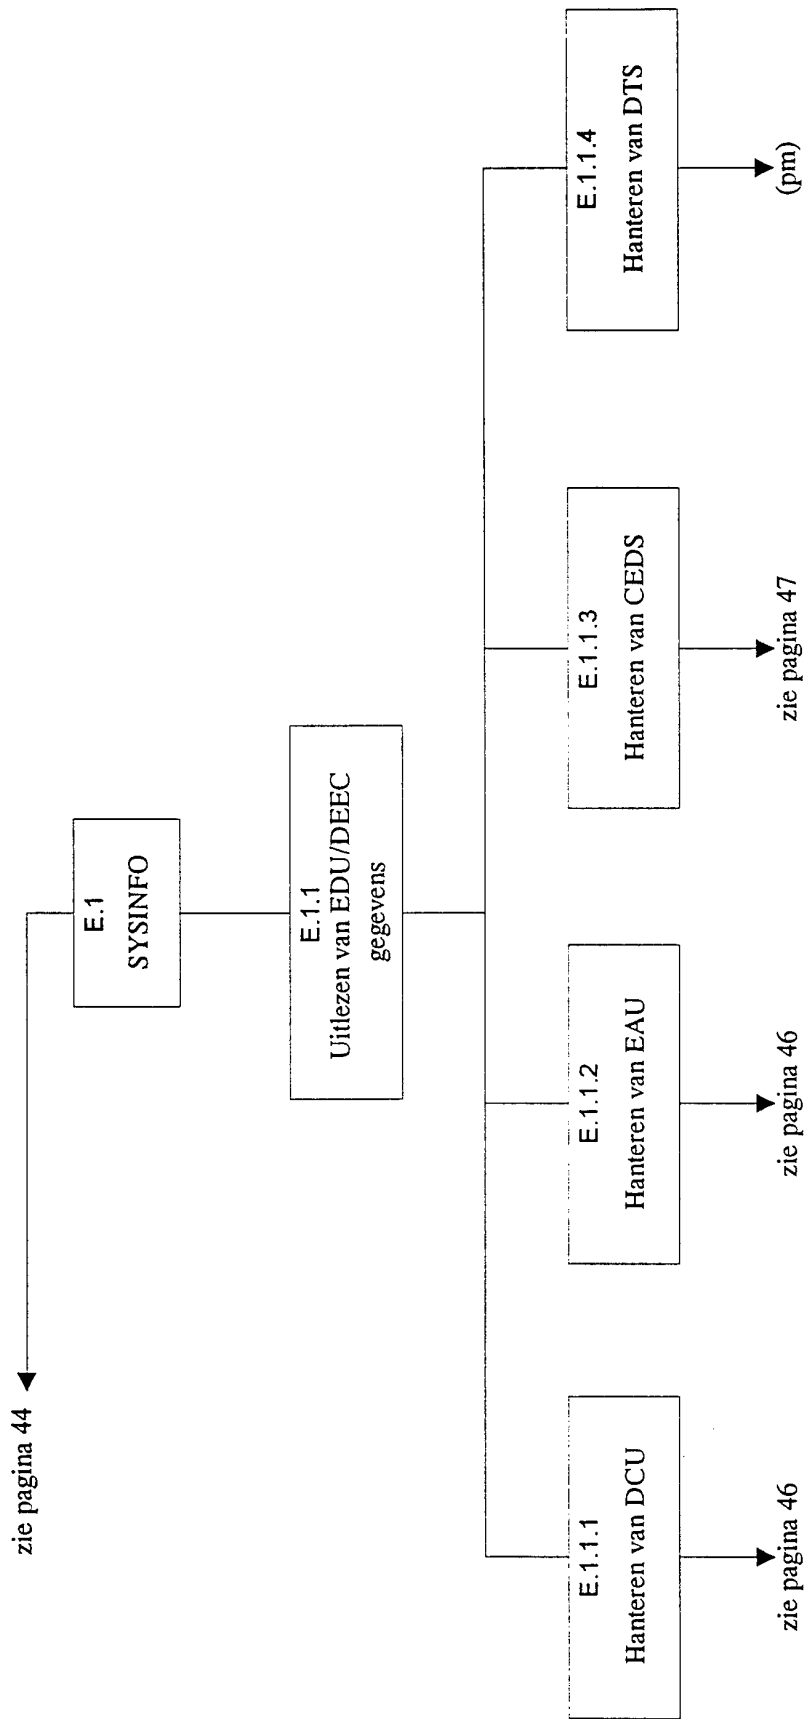 zie pagina 44
E.1
SYSINFO
E.1.1
Uitlezen van EDU/DEEC
gegevens
E.1.1.1
Hanteren van DCU
zie pagina 46
E.1.1.2
Hanteren van EAU
zie pagina 46
E.1.1.3
Hanteren van CEDS
zie pagina 47
E.1.1.4
Hanteren van DTS
(pm)